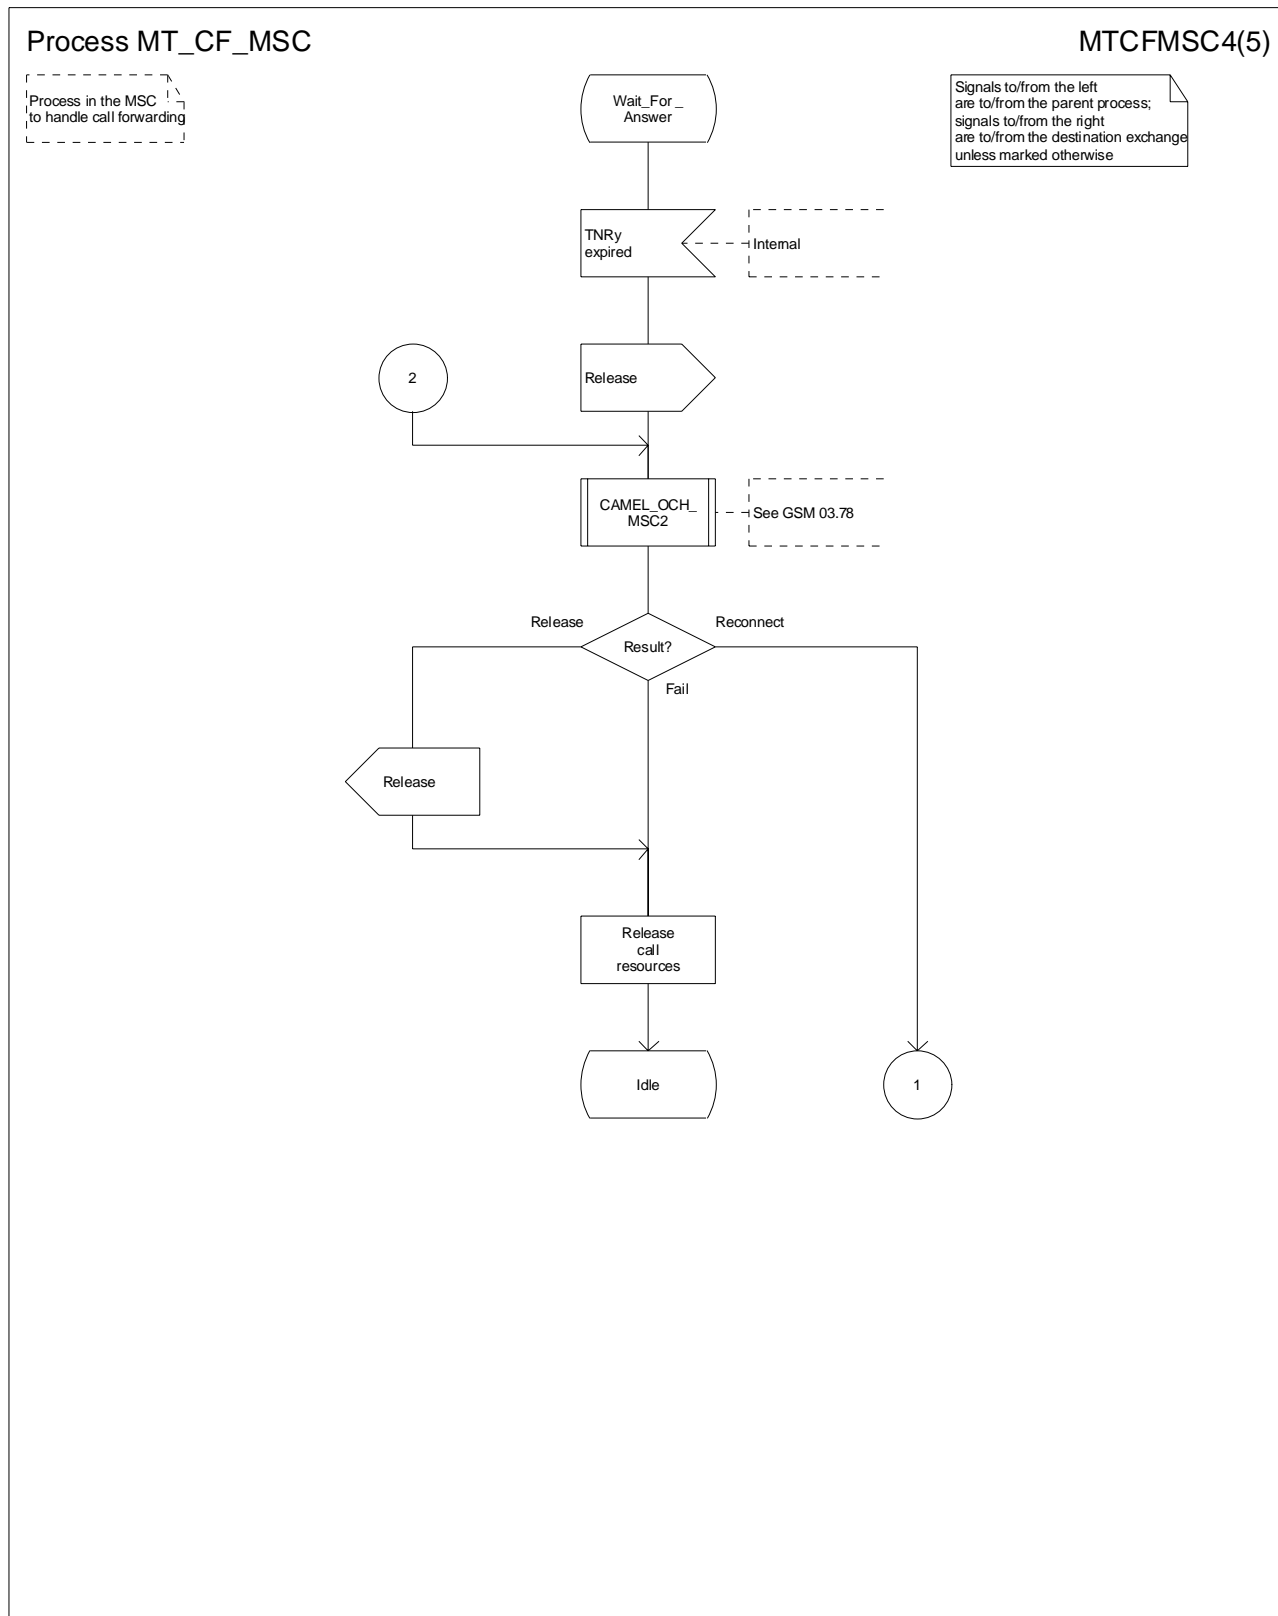 Process MT_CF_MSC
MTCFMSC4(5)
Process in the MSC
to handle call forwarding
Signals to/from the left
are to/from the parent process;
signals to/from the right
are to/from the destination exchange
unless marked otherwise
Wait_For_
Answer
TNRy
expired
Internal
2
Release
CAMEL_OCH_
MSC2
See GSM 03.78
Release
Reconnect
Result?
Fail
Release
Release
call
resources
Idle
1